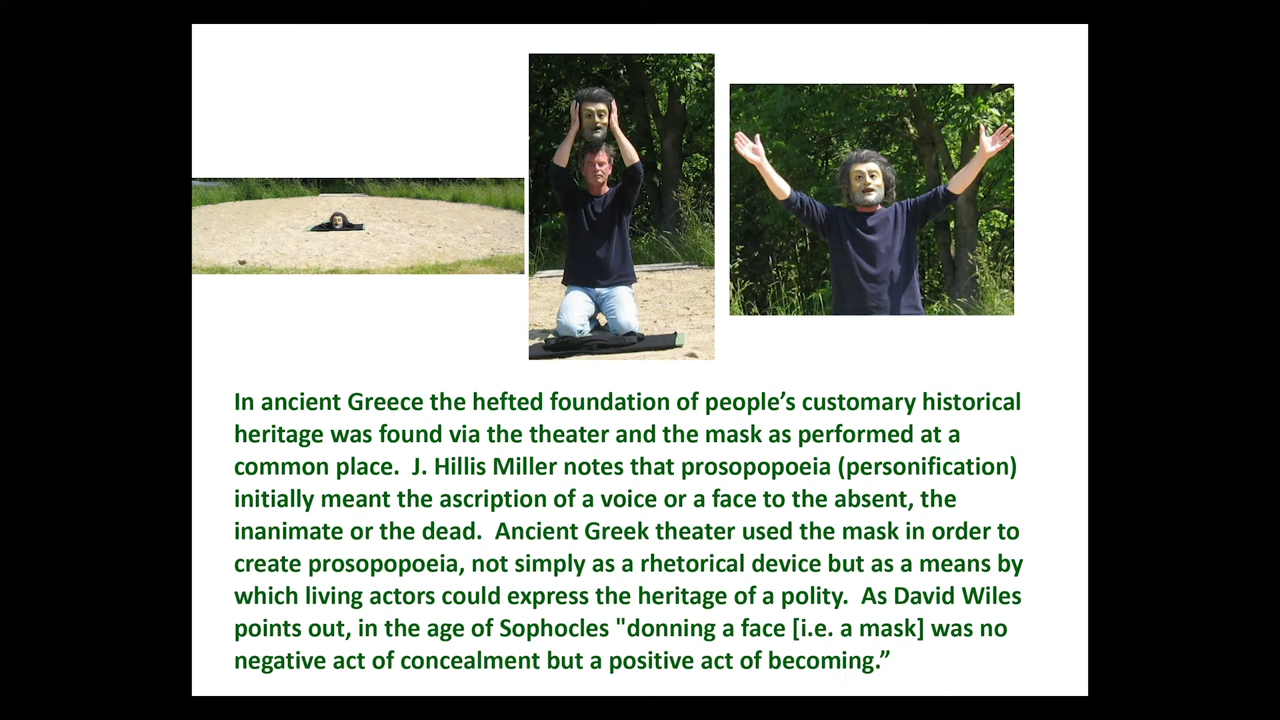 In ancient Greece the hefted foundation of people’s customary historical
heritage was found via the theater and the mask as performed at a
common place.  J. Hillis Miller notes that prosopopoeia (personification)
initially meant the ascription of a voice or a face to the absent, the
inanimate or the dead.  Ancient Greek theater used the mask in order to
create prosopopoeia, not simply as a rhetorical device but as a means by
which living actors could express the heritage of a polity.  As David Wiles
points out, in the age of Sophocles "donning a face [i.e. a mask] was no
negative act of concealment but a positive act of becoming.”